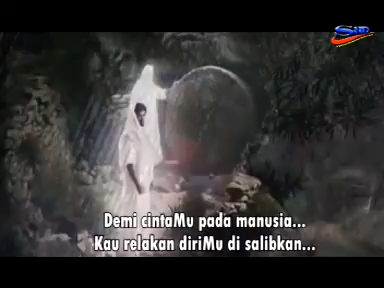 Demi cintaMu pada manusia...
Kau relakan diriMu di salibkan...